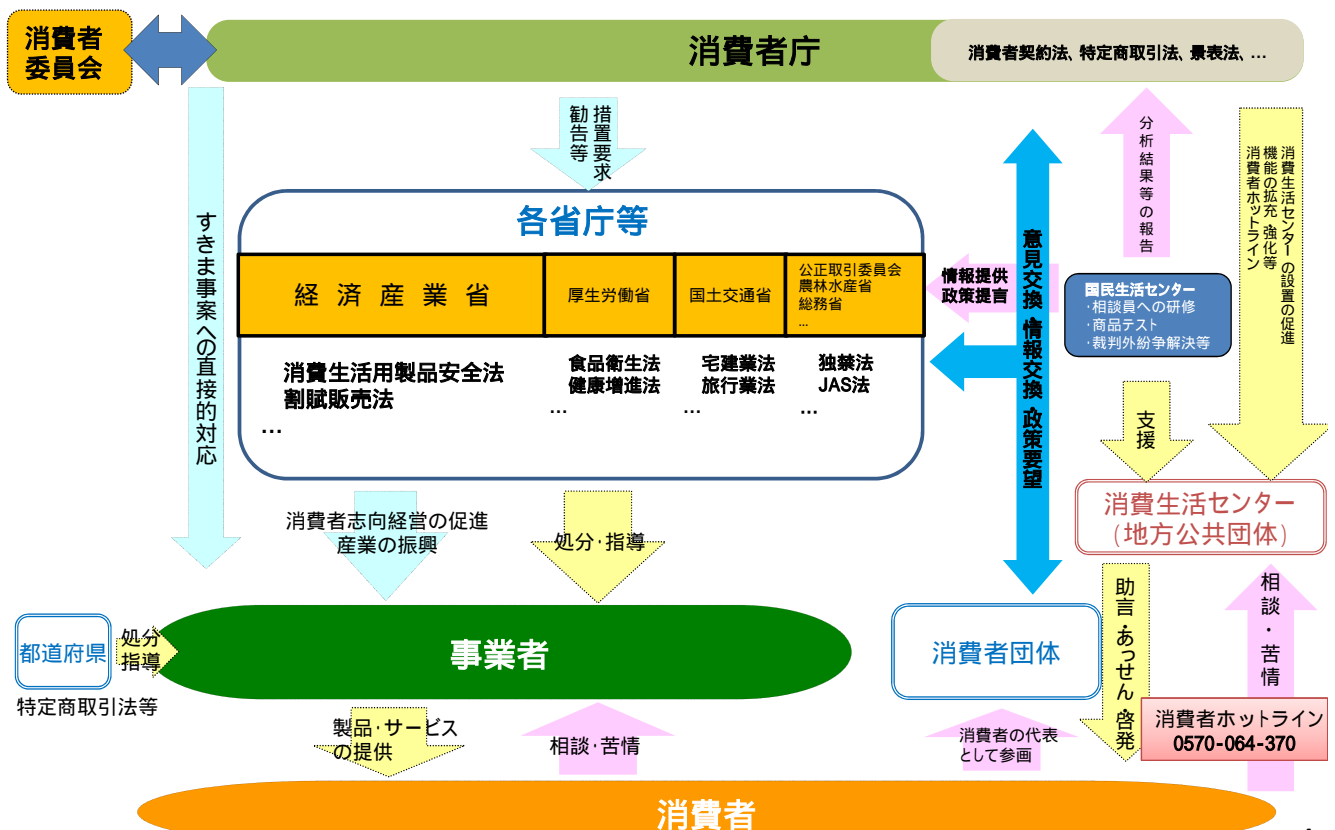 消費者
委員会
消費者庁
消費者契約法、特定商取引法、景表法、…
措置要求
勧告等
すきま事案への直接的対応
各省庁等
経済産業省
厚生労働省
国土交通省
公正取引委員会
農林水産省
総務省
…
消費生活用製品安全法
割賦販売法
…
食品衛生法
健康増進法
…
宅建業法
旅行業法
…
独禁法
JAS法
…
情報提供
政策提言
意見交換・情報交換・政策要望
分析結果等の報告
消費生活センターの設置の促進
機能の拡充・強化等
消費者ホットライン
国民生活センター
・相談員への研修
・商品テスト
・裁判外紛争解決等
支援
消費生活センター
(地方公共団体)
消費者志向経営の促進
産業の振興
処分・指導
都道府県
処分
指導
特定商取引法等
事業者
消費者団体
助言・あっせん・啓発
相談・苦情
消費者ホットライン
0570-064-370
製品・サービス
の提供
相談・苦情
消費者の代表
として参画
消費者